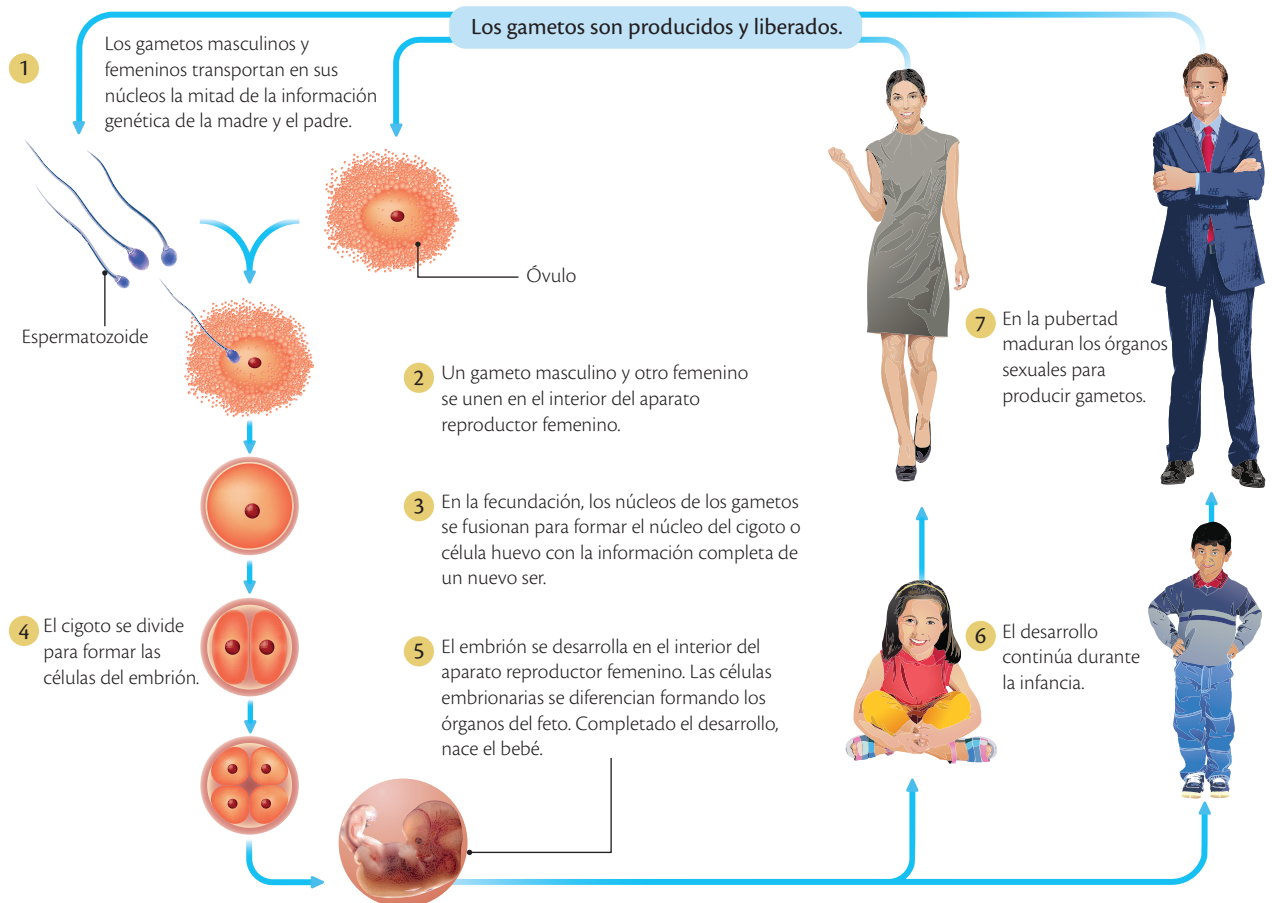 Los gametos son producidos y liberados.
1
Los gametos masculinos y
femeninos transportan en sus
núcleos la mitad de la información
genética de la madre y el padre.
Óvulo
Espermatozoide
2
Un gameto masculino y otro femenino
se unen en el interior del aparato
reproductor femenino.
3
En la fecundación, los núcleos de los gametos
se fusionan para formar el núcleo del cigoto o
célula huevo con la información completa de
un nuevo ser.
4
El cigoto se divide
para formar las
células del embrión.
5
El embrión se desarrolla en el interior del
aparato reproductor femenino. Las células
embrionarias se diferencian formando los
órganos del feto. Completado el desarrollo,
nace el bebé.
6
El desarrollo
continúa durante
la infancia.
7
En la pubertad
maduran los órganos
sexuales para
producir gametos.